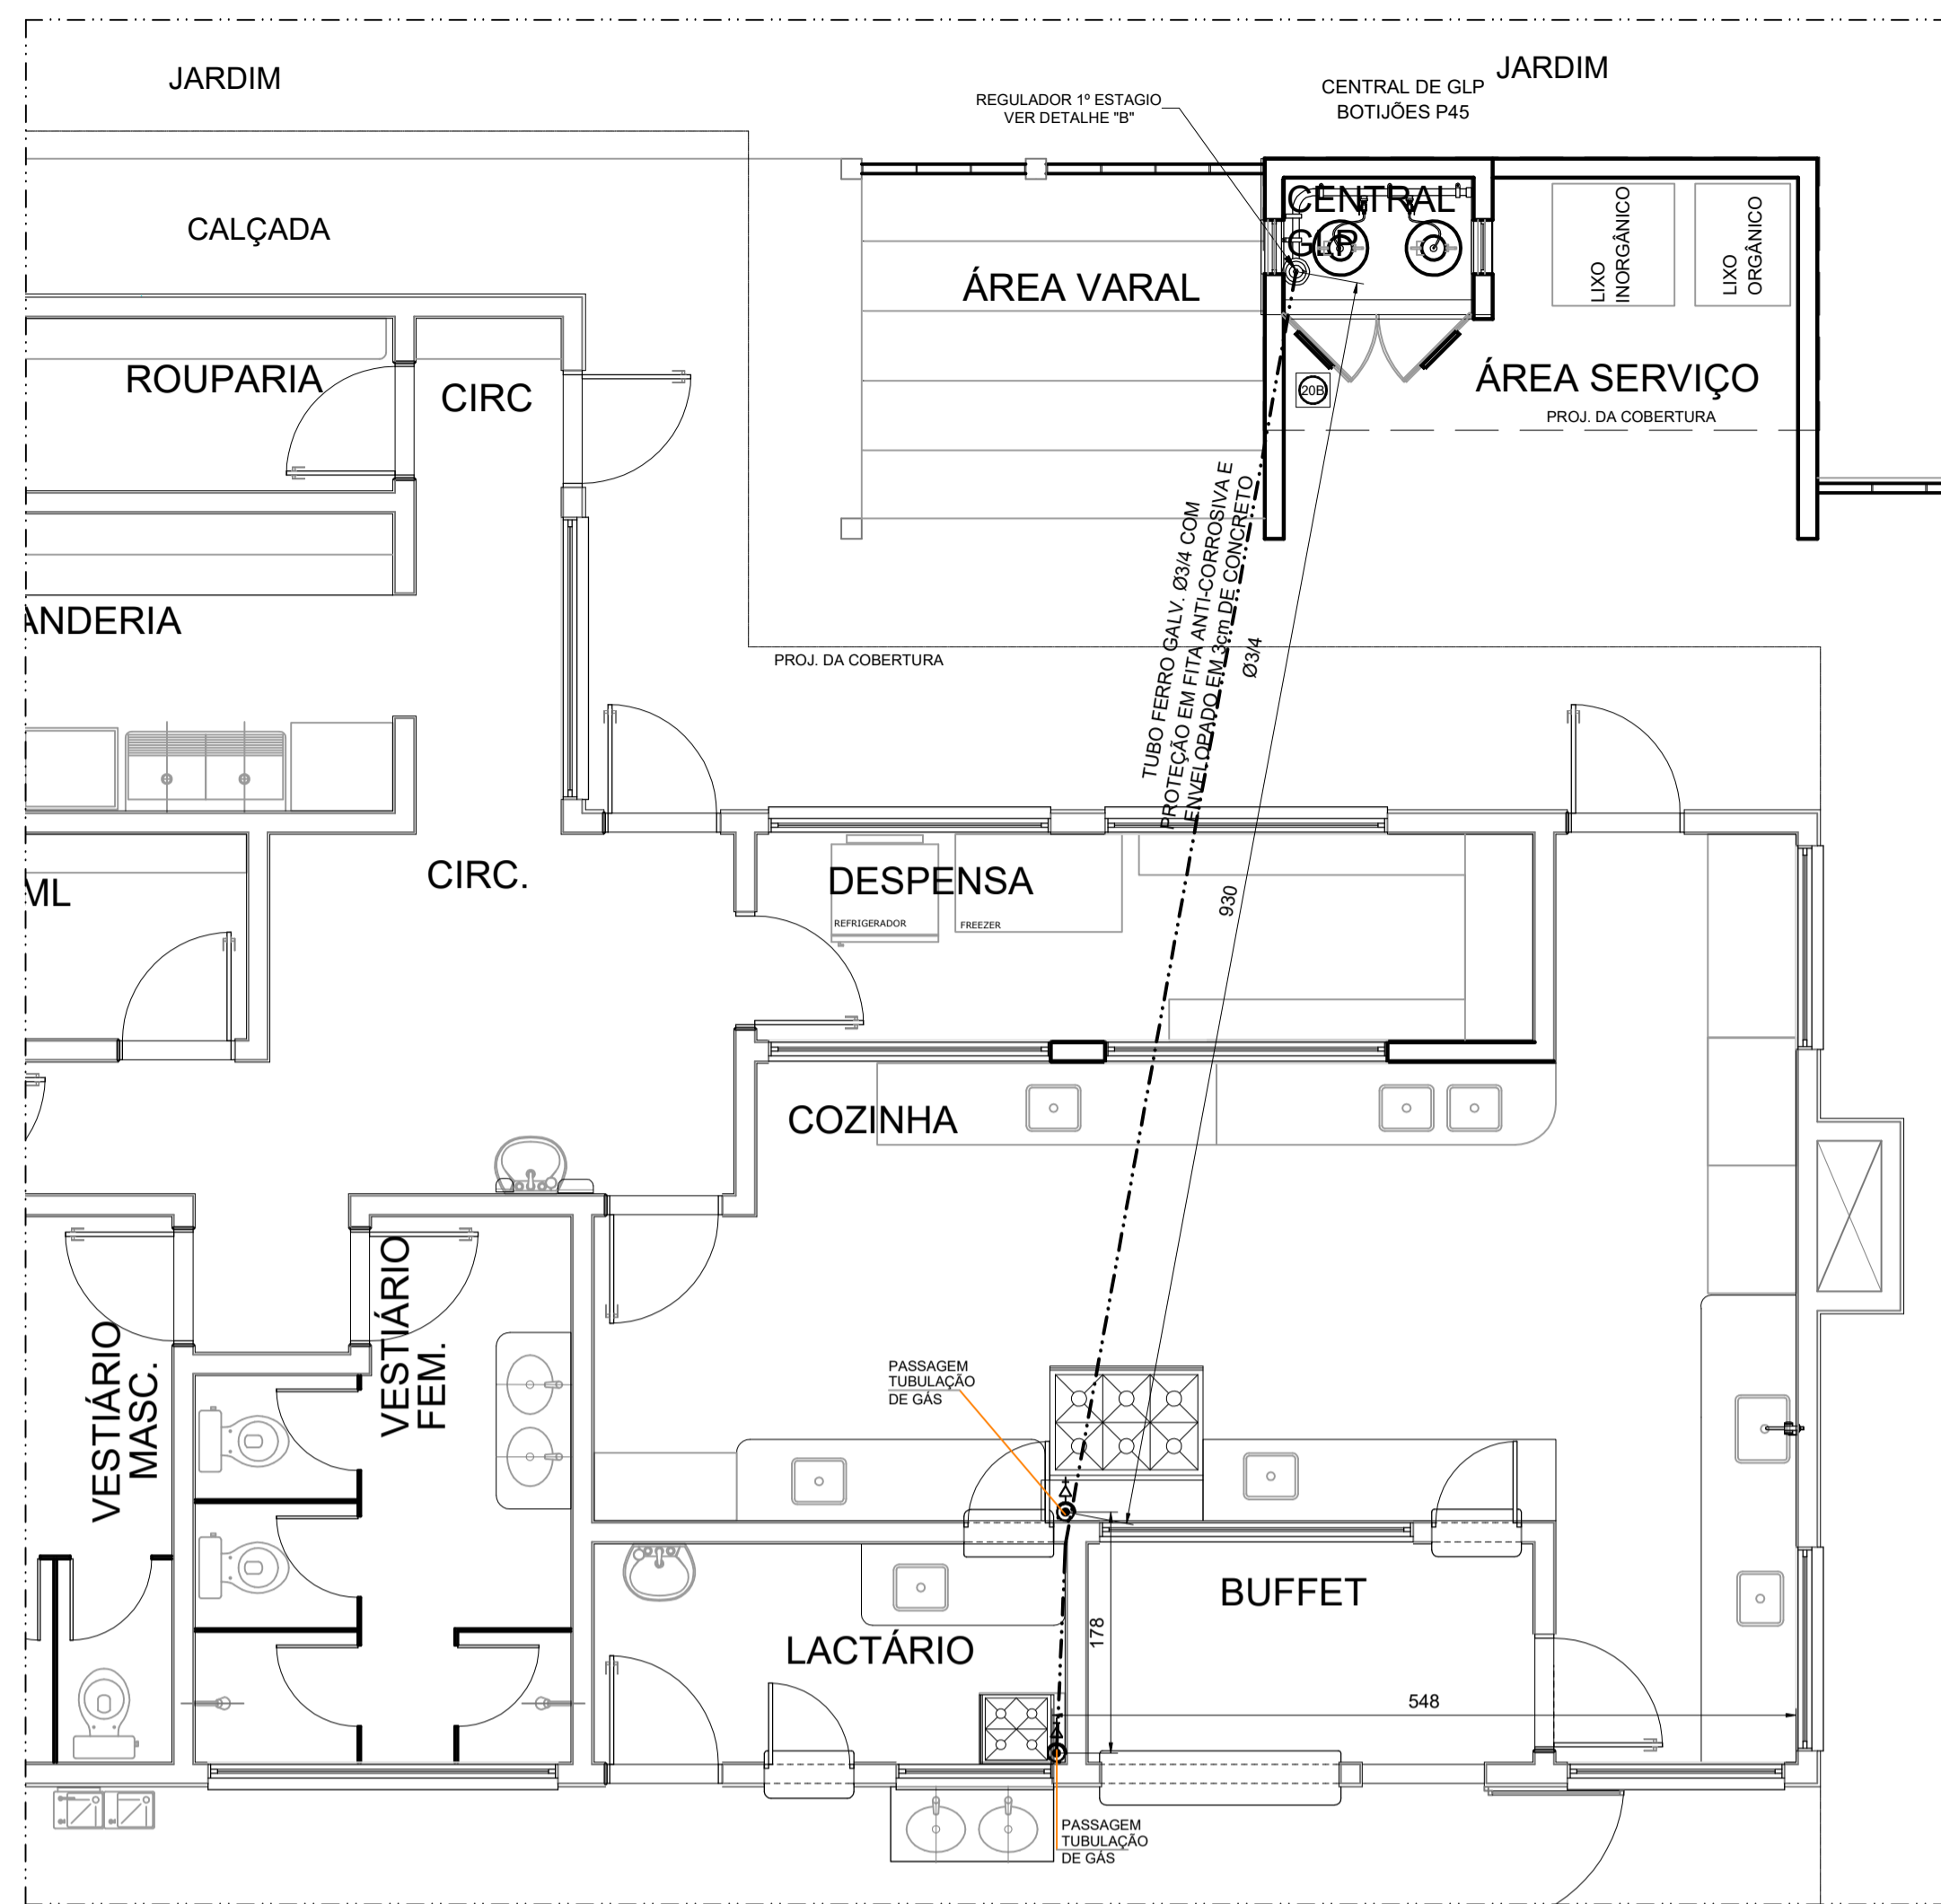 JARDIM
JARDIM
CENTRAL DE GLP
BOTIJÕES P45
REGULADOR 1º ESTAGIO
VER DETALHE "B"
CALÇADA
CENTRAL
GLP
LIXO
INORGÂNICO
LIXO
ORGÂNICO
ÁREA VARAL
ROUPARIA
CIRC
20B
ÁREA SERVIÇO
PROJ. DA COBERTURA
TUBO FERRO GALV. Ø3/4 COM
PROTEÇÃO EM FITA ANTI-CORROSIVA E
ENVELOPADO EM 3cm DE CONCRETO
Ø3/4
ANDERIA
PROJ. DA COBERTURA
ML
CIRC.
DESPENSA
REFRIGERADOR
FREEZER
930
COZINHA
VESTIÁRIO
MASC.
VESTIÁRIO
FEM.
PASSAGEM
TUBULAÇÃO
DE GÁS
BUFFET
LACTÁRIO
178
548
PASSAGEM
TUBULAÇÃO
DE GÁS